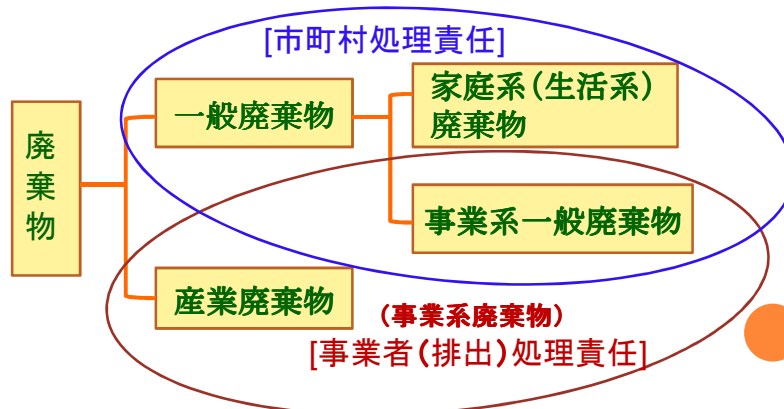 [市町村処理責任]
家庭系(生活系)
廃棄物
一般廃棄物
廃棄物
事業系一般廃棄物
産業廃棄物
(事業系廃棄物)
[事業者(排出)処理責任]